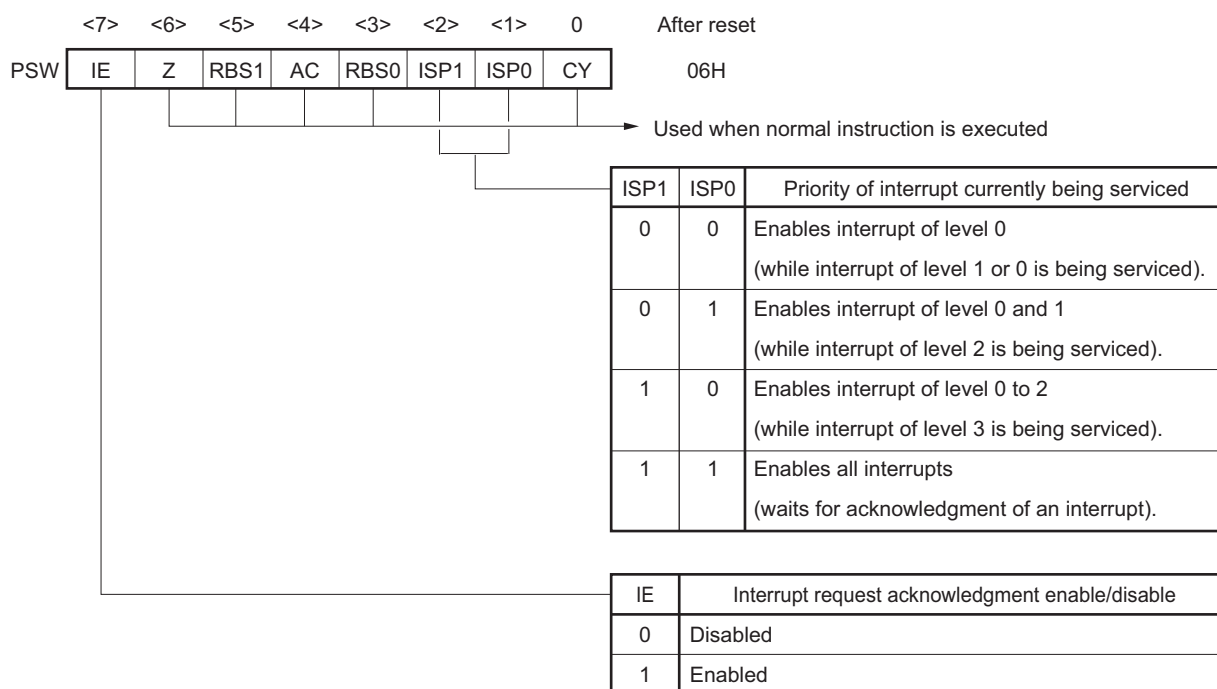 <7> <6> <5> <4> <3> <2> <1> 0 After reset
PSW IE Z RBS1 AC RBS0 ISP1 ISP0 CY 06H
Used when normal instruction is executed
ISP1 ISP0 Priority of interrupt currently being serviced
0 0 Enables interrupt of level 0
(while interrupt of level 1 or 0 is being serviced).
0 1 Enables interrupt of level 0 and 1
(while interrupt of level 2 is being serviced).
1 0 Enables interrupt of level 0 to 2
(while interrupt of level 3 is being serviced).
1 1 Enables all interrupts
(waits for acknowledgment of an interrupt).
IE Interrupt request acknowledgment enable/disable
0 Disabled
1 Enabled